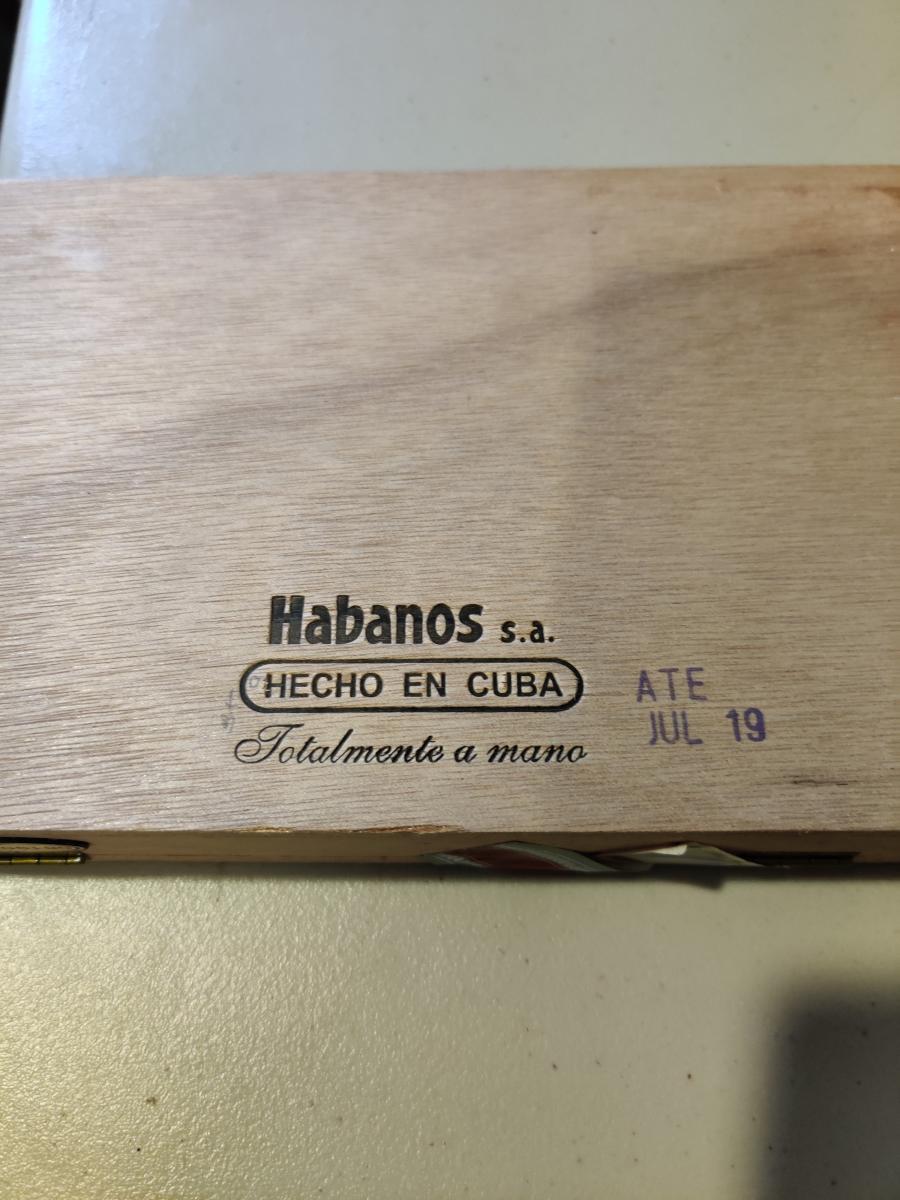 Habanos s.a.
HECHO EN CUBA
Totalmente a mano
ATE
JUL 19